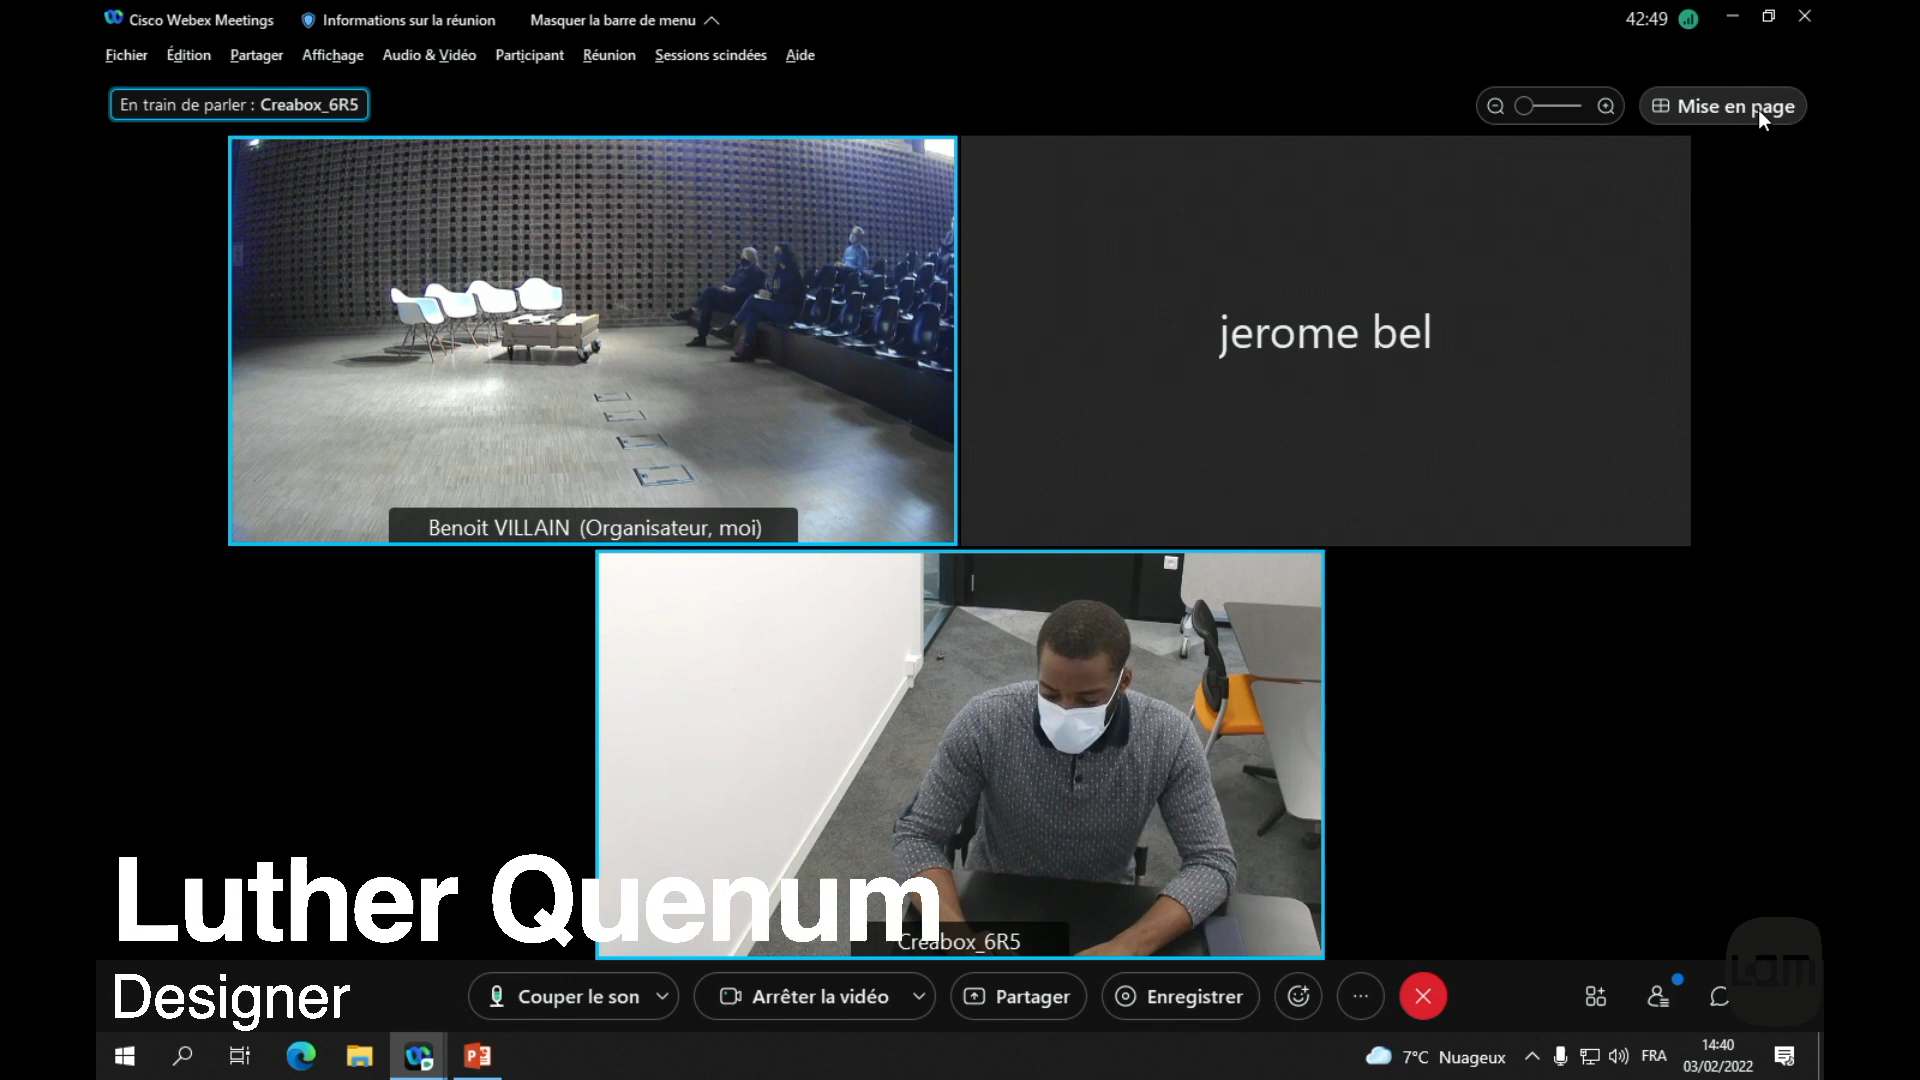 Cisco Webex Meetings
Informations sur la réunion
Masquer la barre de menu
42:49
Fichier Édition Partager Affichage Audio & Vidéo Participant Réunion Sessions scindées Aide
En train de parler : Creabox_6R5
Mise en page
jerome bel
Benoit VILLAIN (Organisateur, moi)
Creabox_6R5
Luther Quenum
Designer
Couper le son
Arrêter la vidéo
Partager
Enregistrer
Lam
7°C Nuageux
FRA
14:40
03/02/2022